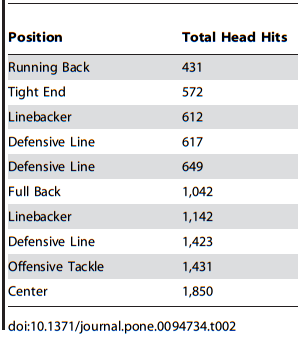 Position Total Head Hits
Running Back 431
Tight End 572
Linebacker 612
Defensive Line 617
Defensive Line 649
Full Back 1,042
Linebacker 1,142
Defensive Line 1,423
Offensive Tackle 1,431
Center 1,850
doi:10.1371/journal.pone.0094734.t002